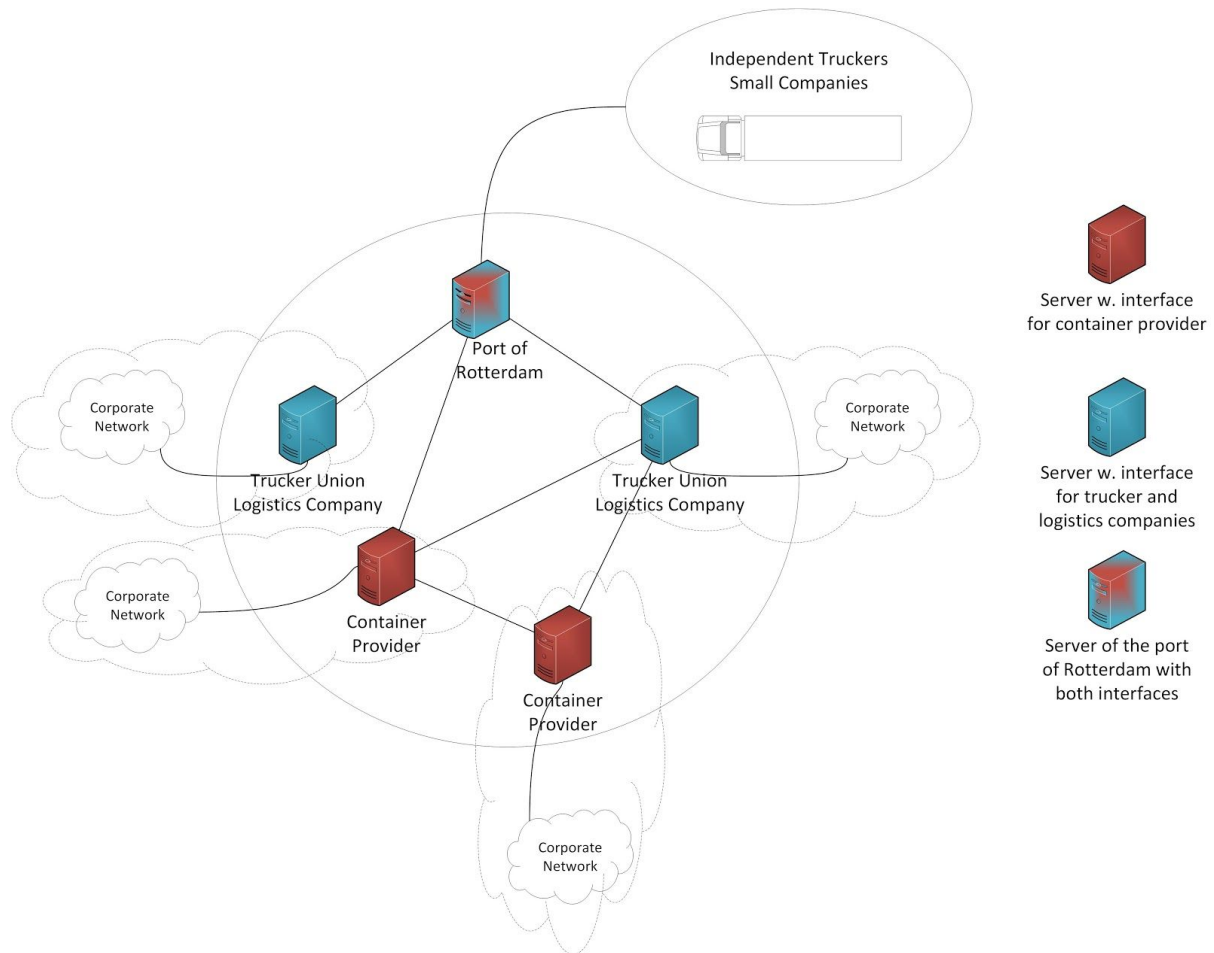 Independent Truckers
Small Companies
Server w. interface
for container provider
Port of
Rotterdam
Corporate
Network
Corporate
Network
Trucker Union
Logistics Company
Trucker Union
Logistics Company
Server w. interface
for trucker and
logistics companies
Corporate
Network
Container
Provider
Server of the port
of Rotterdam with
both interfaces
Container
Provider
Corporate
Network